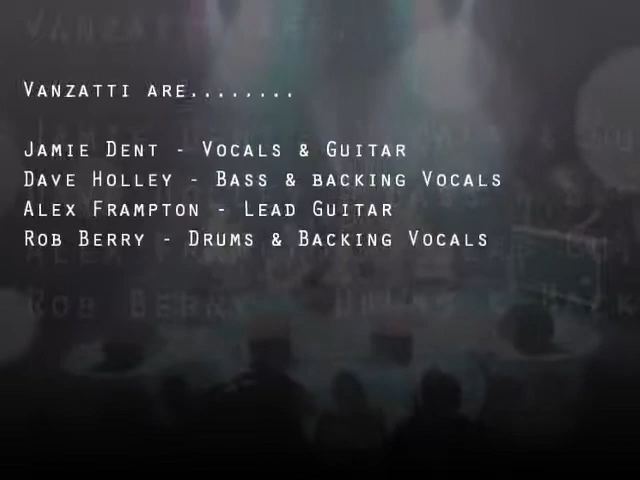 Vanzatti are........
Jamie Dent - Vocals & Guitar
Dave Holley - Bass & backing Vocals
Alex Frampton - Lead Guitar
Rob Berry - Drums & Backing Vocals